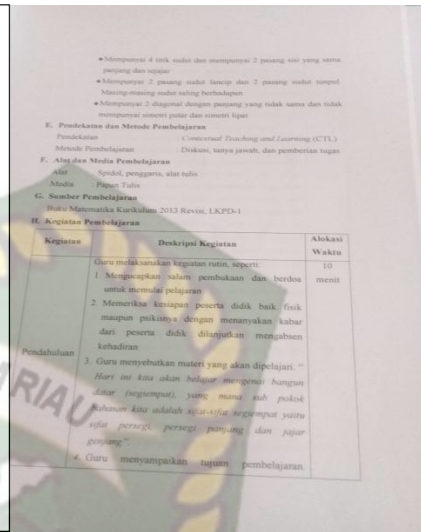 • Mempunyai 4 titik sudut dan mempunyai 2 pasang sisi yang sama
panjang dan sejajar
• Mempunyai 2 pasang sudut lancip dan 2 pasang sudut tumpul.
Masing-masing sudut saling berhadapan
• Mempunyai 2 diagonal dengan panjang yang tidak sama dan tidak
mempunyai simetri putar dan simetri lipat
E. Pendekatan dan Metode Pembelajaran
Pendekatan : Contextual Teaching and Learning (CTL)
Metode Pembelajaran : Diskusi, tanya jawab, dan pemberian tugas
F. Alat dan Media Pembelajaran
Alat : Spidol, penggaris, alat tulis
Media : Papan Tulis
G. Sumber Pembelajaran
Buku Matematika Kurikulum 2013 Revisi, LKPD-1
H. Kegiatan Pembelajaran
Kegiatan Deskripsi Kegiatan Alokasi
Waktu
Guru melaksanakan kegiatan rutin, seperti: 10
1. Mengucapkan salam pembukaan dan berdoa menit
untuk memulai pelajaran
2. Memeriksa kesiapan peserta didik baik fisik
maupun psikisnya dengan menanyakan kabar
dari peserta didik dilanjutkan mengabsen
kehadiran
Pendahuluan
3. Guru menyebutkan materi yang akan dipelajari. "
Hari ini kita akan belajar mengenai bangun
datar (segiempat), yang mana sub pokok
bahasan kita adalah sifat-sifat segiempat yaitu
sifat persegi, persegi panjang dan jajar
genjang".
4. Guru menyampaikan tujuan pembelajaran.
RIAU